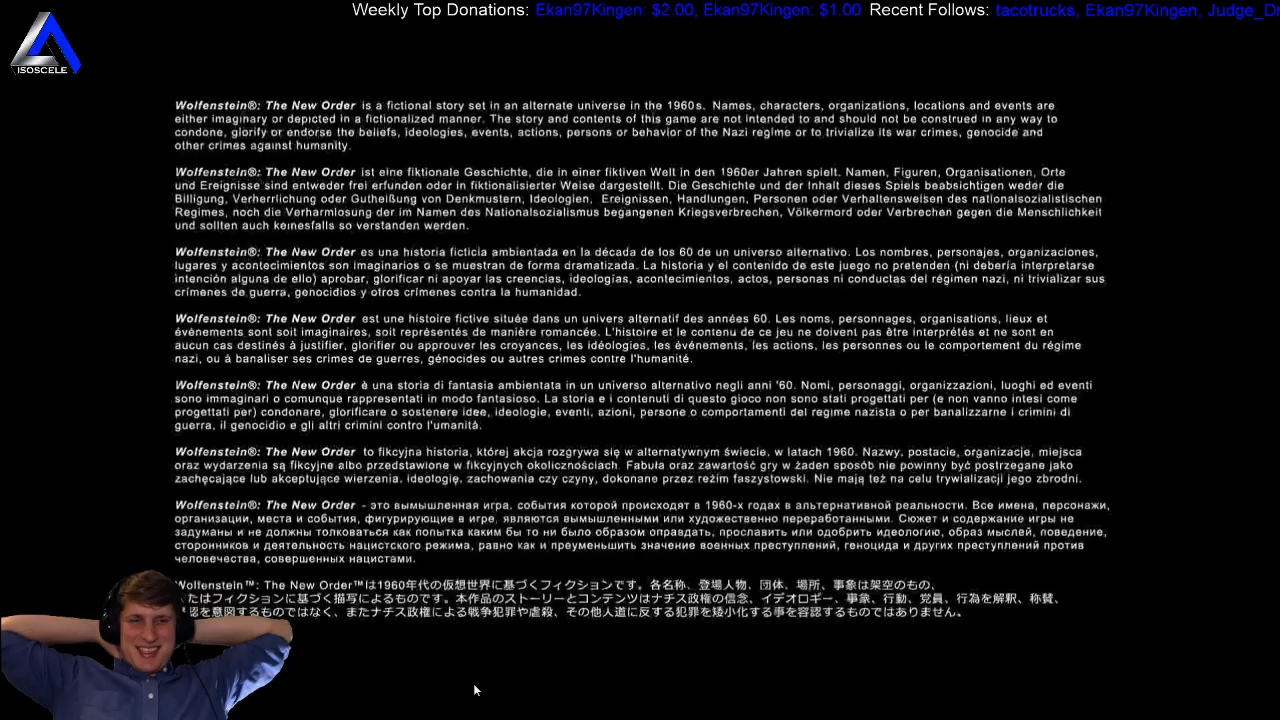 Weekly Top Donations: Ekan97Kingen: $2.00, Ekan97Kingen: $1.00 Recent Follows: tacotrucks, Ekan97Kingen, Judge_Dr
ISOSCELE
Wolfenstein®: The New Order is a fictional story set in an alternate universe in the 1960s. Names, characters, organizations, locations and events are
either imaginary or depicted in a fictionalized manner. The story and contents of this game are not intended to and should not be construed in any way to
condone, glorify or endorse the beliefs, ideologies, events, actions, persons or behavior of the Nazi regime or to trivialize its war crimes, genocide and
other crimes against humanity.
Wolfenstein®: The New Order ist eine fiktionale Geschichte, die in einer fiktiven Welt in den 1960er Jahren spielt. Namen, Figuren, Organisationen, Orte
und Ereignisse sind entweder frei erfunden oder in fiktionalisierter Weise dargestellt. Die Geschichte und der Inhalt dieses Spiels beabsichtigen weder die
Billigung, Verherrlichung oder Gutheißung von Denkmustern, Ideologien, Ereignissen, Handlungen, Personen oder Verhaltensweisen des nationalsozialistischen
Regimes, noch die Verharmlosung der im Namen des Nationalsozialismus begangenen Kriegsverbrechen, Völkermord oder Verbrechen gegen die Menschlichkeit
und sollten auch keinesfalls so verstanden werden.
Wolfenstein®: The New Order es una historia ficticia ambientada en la década de los 60 de un universo alternativo. Los nombres, personajes, organizaciones,
lugares y acontecimientos son imaginarios o se muestran de forma dramatizada. La historia y el contenido de este juego no pretenden (ni debería interpretarse
intención alguna de ello) aprobar, glorificar ni apoyar las creencias, ideologías, acontecimientos, actos, personas ni conductas del régimen nazi, ni trivializar sus
crímenes de guerra, genocidios y otros crímenes contra la humanidad.
Wolfenstein®: The New Order est une histoire fictive située dans un univers alternatif des années 60. Les noms, personnages, organisations, lieux et
évènements sont soit imaginaires, soit représentés de manière romancée. L'histoire et le contenu de ce jeu ne doivent pas être interprétés et ne sont en
aucun cas destinés à justifier, glorifier ou approuver les croyances, les idéologies, les événements, les actions, les personnes ou le comportement du régime
nazi, ou à banaliser ses crimes de guerres, génocides ou autres crimes contre l'humanité.
Wolfenstein®: The New Order è una storia di fantasia ambientata in un universo alternativo negli anni '60. Nomi, personaggi, organizzazioni, luoghi ed eventi
sono immaginari o comunque rappresentati in modo fantasioso. La storia e i contenuti di questo gioco non sono stati progettati per (e non vanno intesi come
progettati per) condonare, glorificare o sostenere idee, ideologie, eventi, azioni, persone o comportamenti del regime nazista o per banalizzarne i crimini di
guerra, il genocidio e gli altri crimini contro l'umanità.
Wolfenstein®: The New Order to fikcyjna historia, której akcja rozgrywa się w alternatywnym świecie, w latach 1960. Nazwy, postacie, organizacje, miejsca
oraz wydarzenia są fikcyjne albo przedstawione w fikcyjnych okolicznościach. Fabuła oraz zawartość gry w żaden sposób nie powinny być postrzegane jako
zachęcające lub akceptujące wierzenia, ideologię, zachowania czy czyny, dokonane przez reżim faszystowski. Nie mają też na celu trywializacji jego zbrodni.
Wolfenstein®: The New Order - это вымышленная игра, события которой происходят в 1960-х годах в альтернативной реальности. Все имена, персонажи,
организации, места и события, фигурирующие в игре, являются вымышленными или художественно переработанными. Сюжет и содержание игры не
задуманы и не должны толковаться как попытка каким бы то ни было образом оправдать, прославить или одобрить идеологию, образ мыслей, поведение,
сторонников и деятельность нацистского режима, равно как и преуменьшить значение военных преступлений, геноцида и других преступлений против
человечества, совершенных нацистами.
Wolfenstein™: The New Order™は1960年代の仮想世界に基づくフィクションです。各名称、登場人物、団体、場所、事象は架空のもの、
たはフィクションに基づく描写によるものです。本作品のストーリーとコンテンツはナチス政権の信念、イデオロギー、事象、行動、党員、行為を解釈、称賛、
認を意図するものではなく、またナチス政権による戦争犯罪や虐殺、その他人道に反する犯罪を矮小化する事を容認するものではありません。